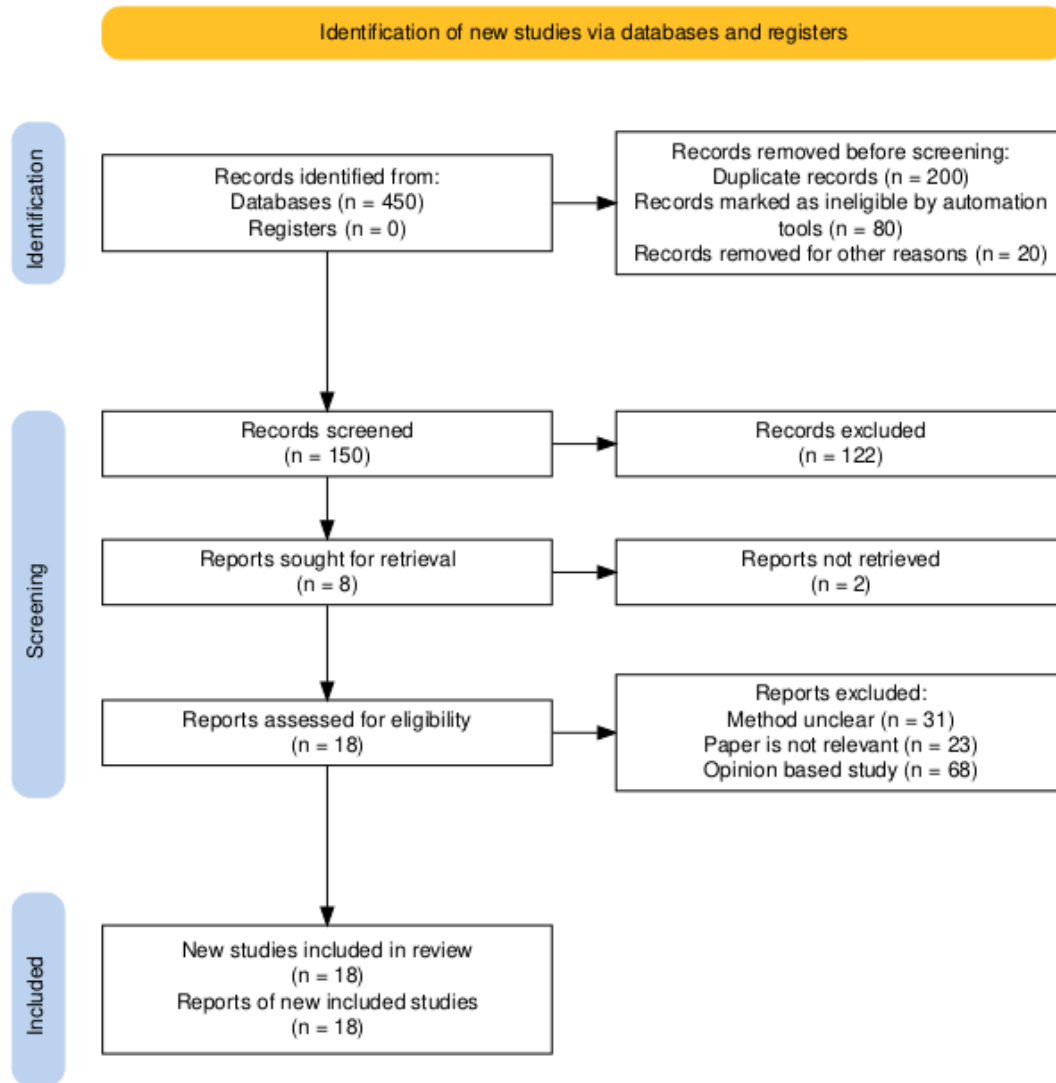 Identification of new studies via databases and registers
Identification
Records identified from:
Databases (n = 450)
Registers (n = 0)
Records removed before screening:
Duplicate records (n = 200)
Records marked as ineligible by automation
tools (n = 80)
Records removed for other reasons (n = 20)
Screening
Records screened
(n = 150)
Records excluded
(n = 122)
Reports sought for retrieval
(n = 8)
Reports not retrieved
(n = 2)
Reports assessed for eligibility
(n = 18)
Reports excluded:
Method unclear (n = 31)
Paper is not relevant (n = 23)
Opinion based study (n = 68)
Included
New studies included in review
(n = 18)
Reports of new included studies
(n = 18)